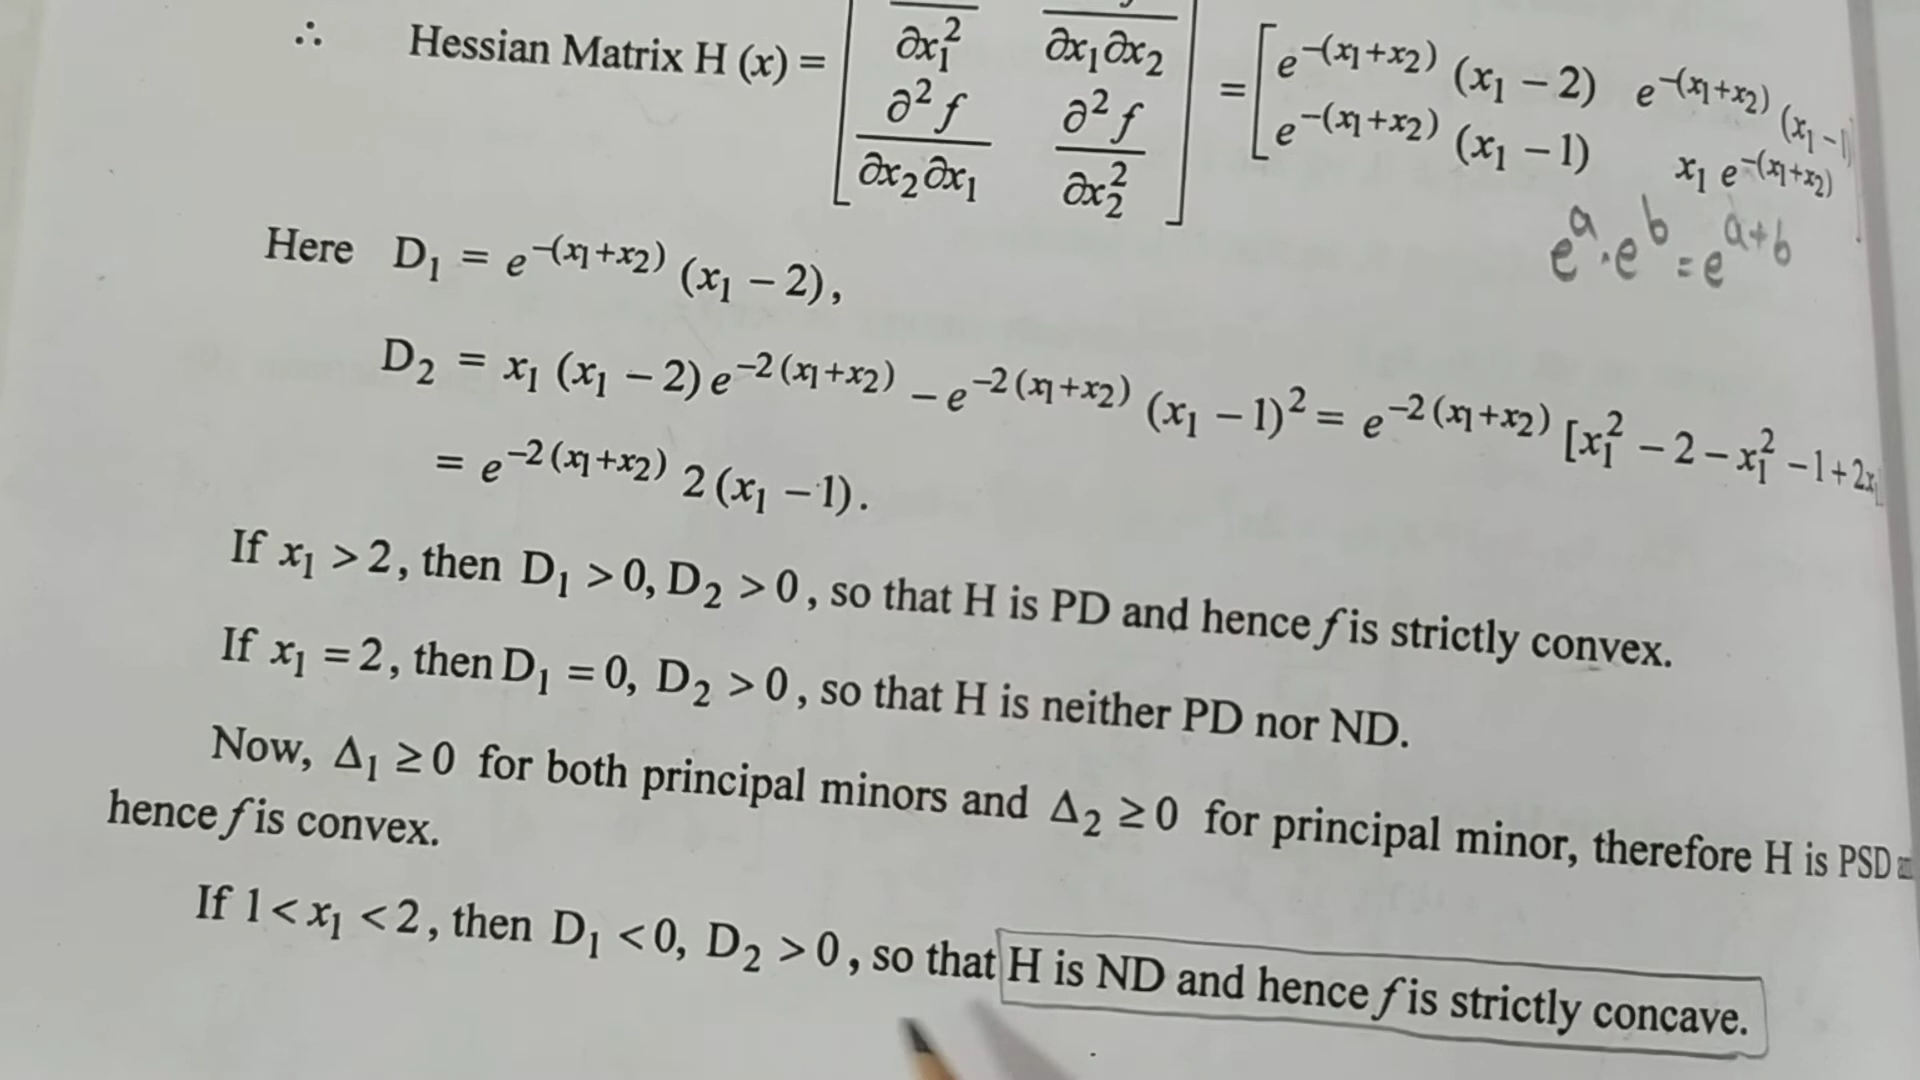 ∴ Hessian Matrix H (x) = [ ∂x₁² ∂x₁∂x₂ ; ∂²f/∂x₂∂x₁ ∂²f/∂x₂² ] = [ e^–(x₁+x₂) (x₁ – 2) e^–(x₁+x₂) (x₁ – 1) ; e^–(x₁+x₂) (x₁ – 1) x₁ e^–(x₁+x₂) ]
e^a . e^b = e^a+b
Here D₁ = e^–(x₁+x₂) (x₁ – 2),
D₂ = x₁ (x₁ – 2) e^–2(x₁+x₂) – e^–2(x₁+x₂) (x₁ – 1)² = e^–2(x₁+x₂) [x₁² – 2 – x₁² – 1 + 2x₁
= e^–2(x₁+x₂) 2 (x₁ – 1).
If x₁ > 2, then D₁ > 0, D₂ > 0, so that H is PD and hence f is strictly convex.
If x₁ = 2, then D₁ = 0, D₂ > 0, so that H is neither PD nor ND.
Now, Δ₁ ≥ 0 for both principal minors and Δ₂ ≥ 0 for principal minor, therefore H is PSD
hence f is convex.
If 1 < x₁ < 2, then D₁ < 0, D₂ > 0, so that H is ND and hence f is strictly concave.